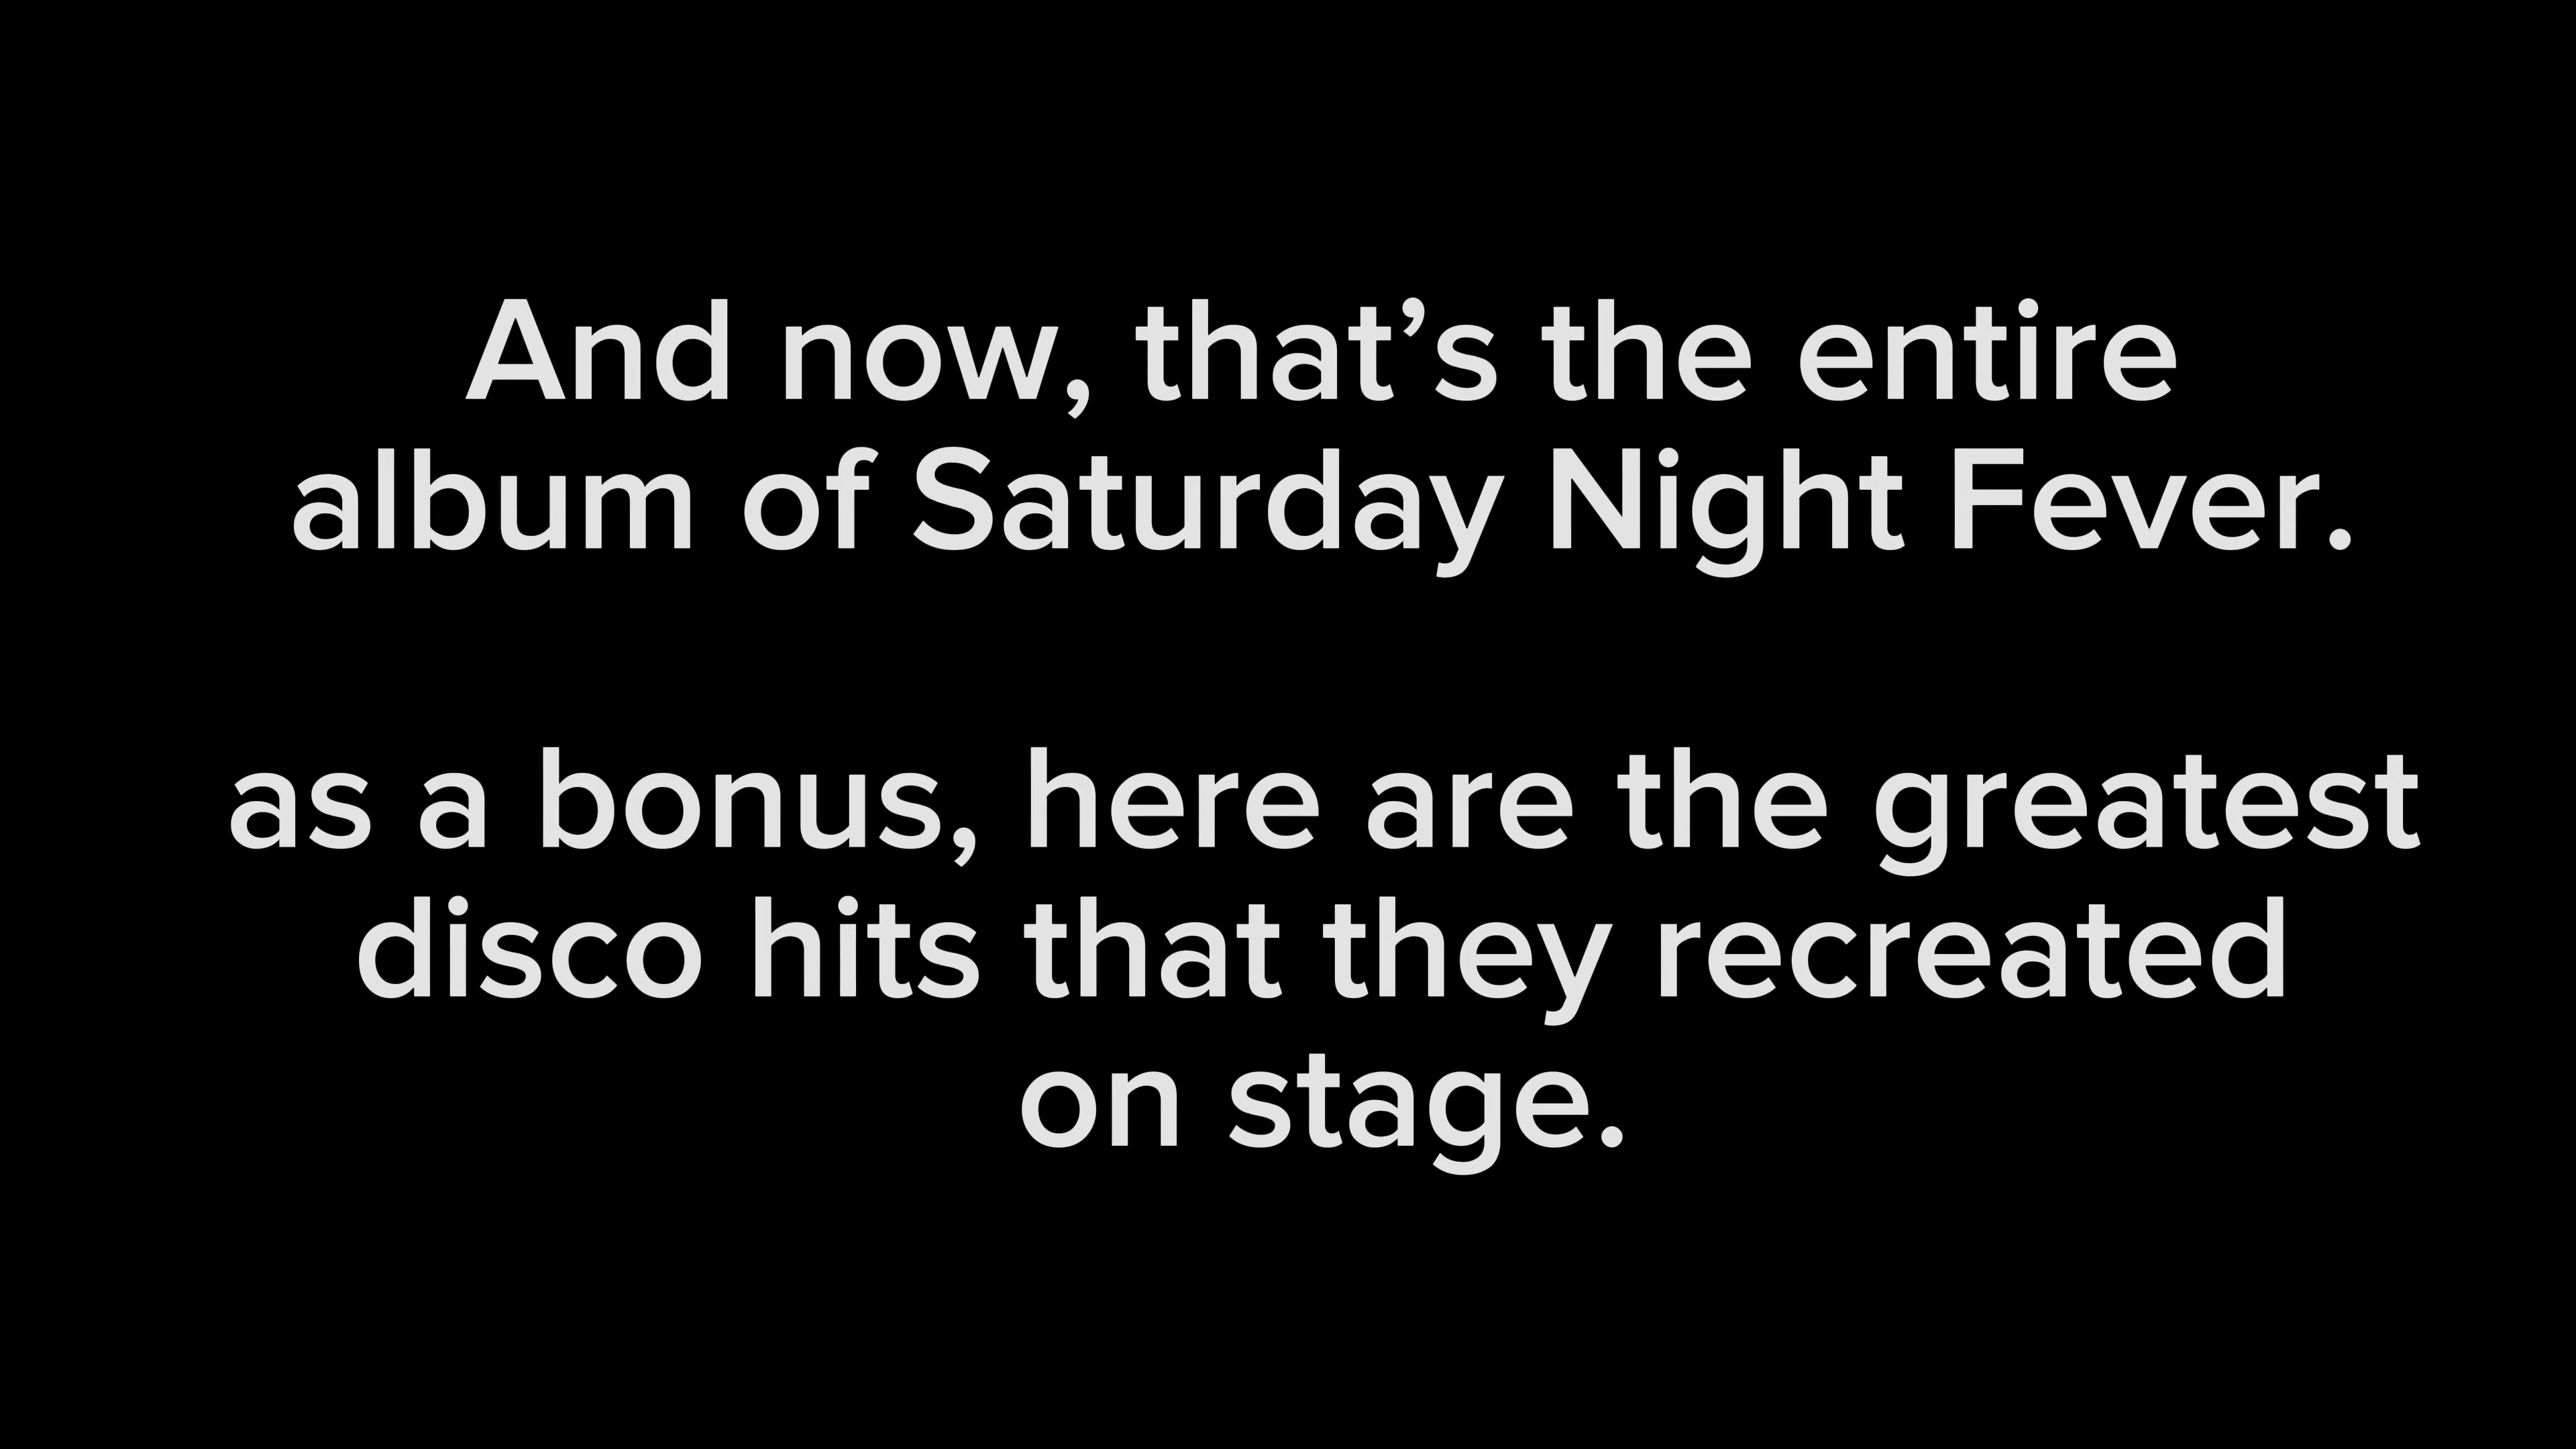 And now, that’s the entire
album of Saturday Night Fever.
as a bonus, here are the greatest
disco hits that they recreated
on stage.